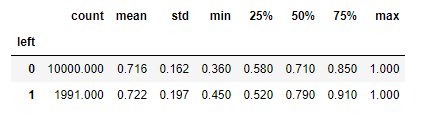 count mean std min 25% 50% 75% max
left
0 10000.000 0.716 0.162 0.360 0.580 0.710 0.850 1.000
1 1991.000 0.722 0.197 0.450 0.520 0.790 0.910 1.000